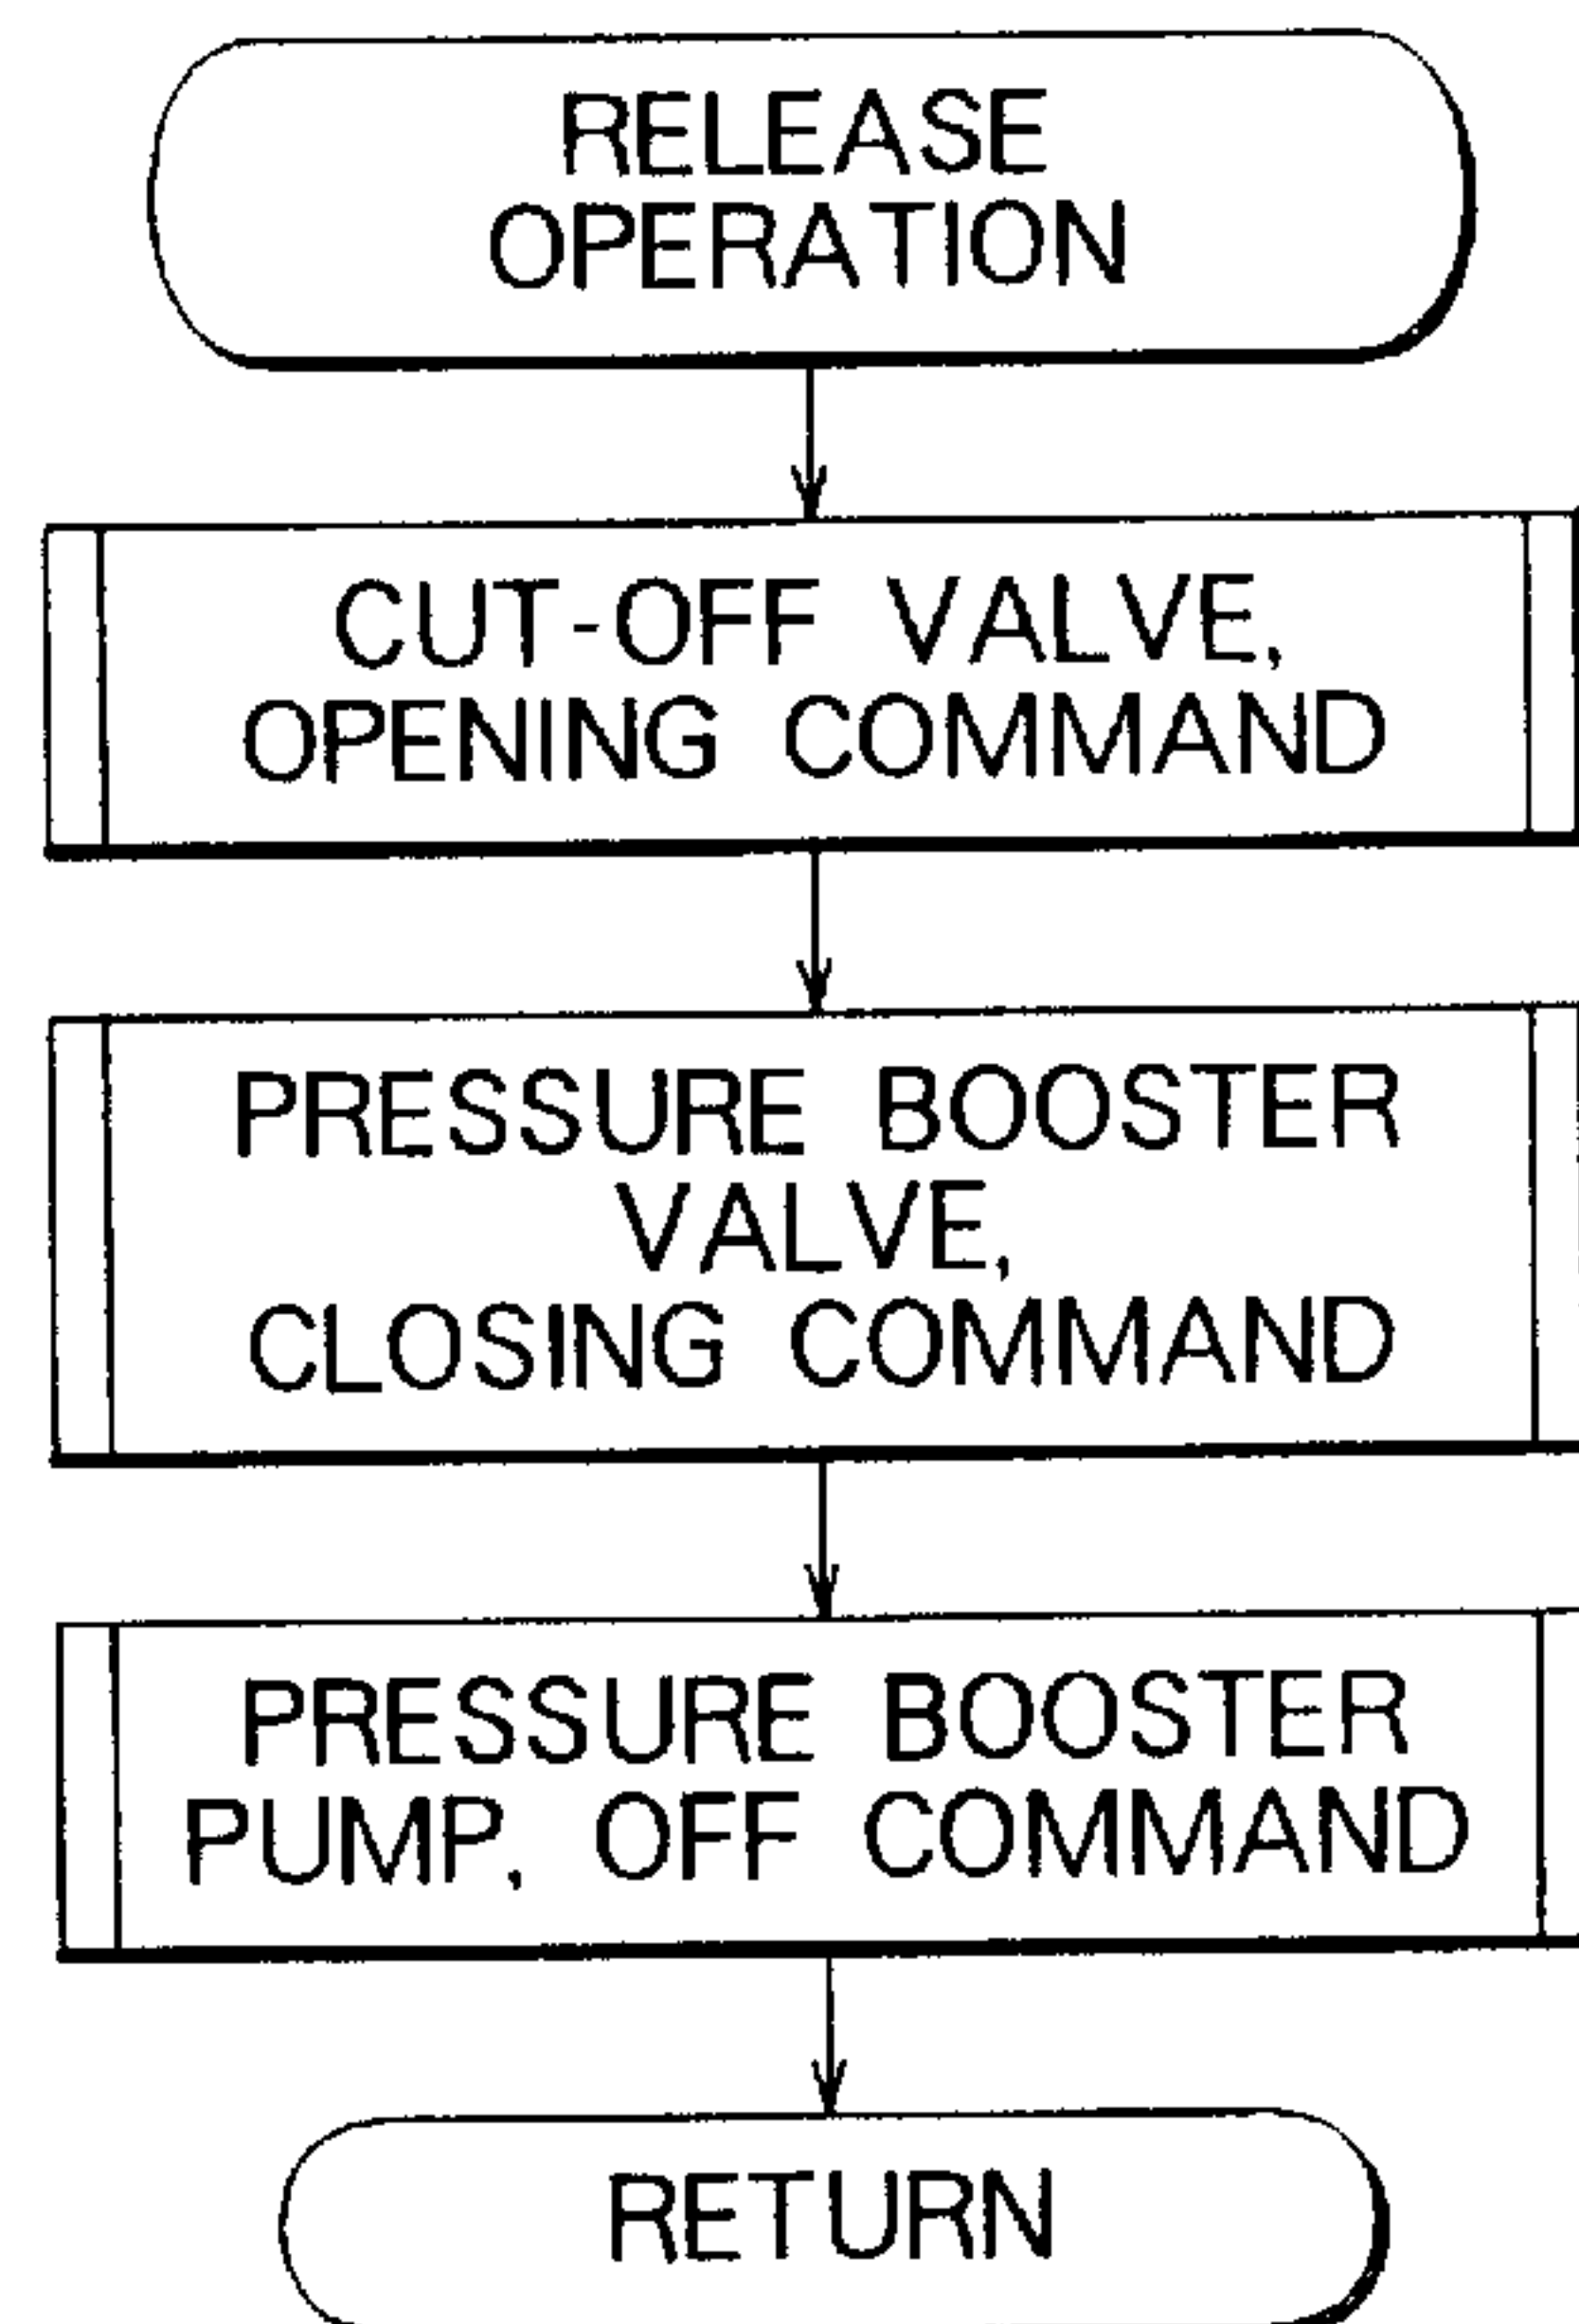 RELEASE
OPERATION
CUT-OFF VALVE,
OPENING COMMAND
PRESSURE BOOSTER
VALVE,
CLOSING COMMAND
PRESSURE BOOSTER
PUMP, OFF COMMAND
RETURN